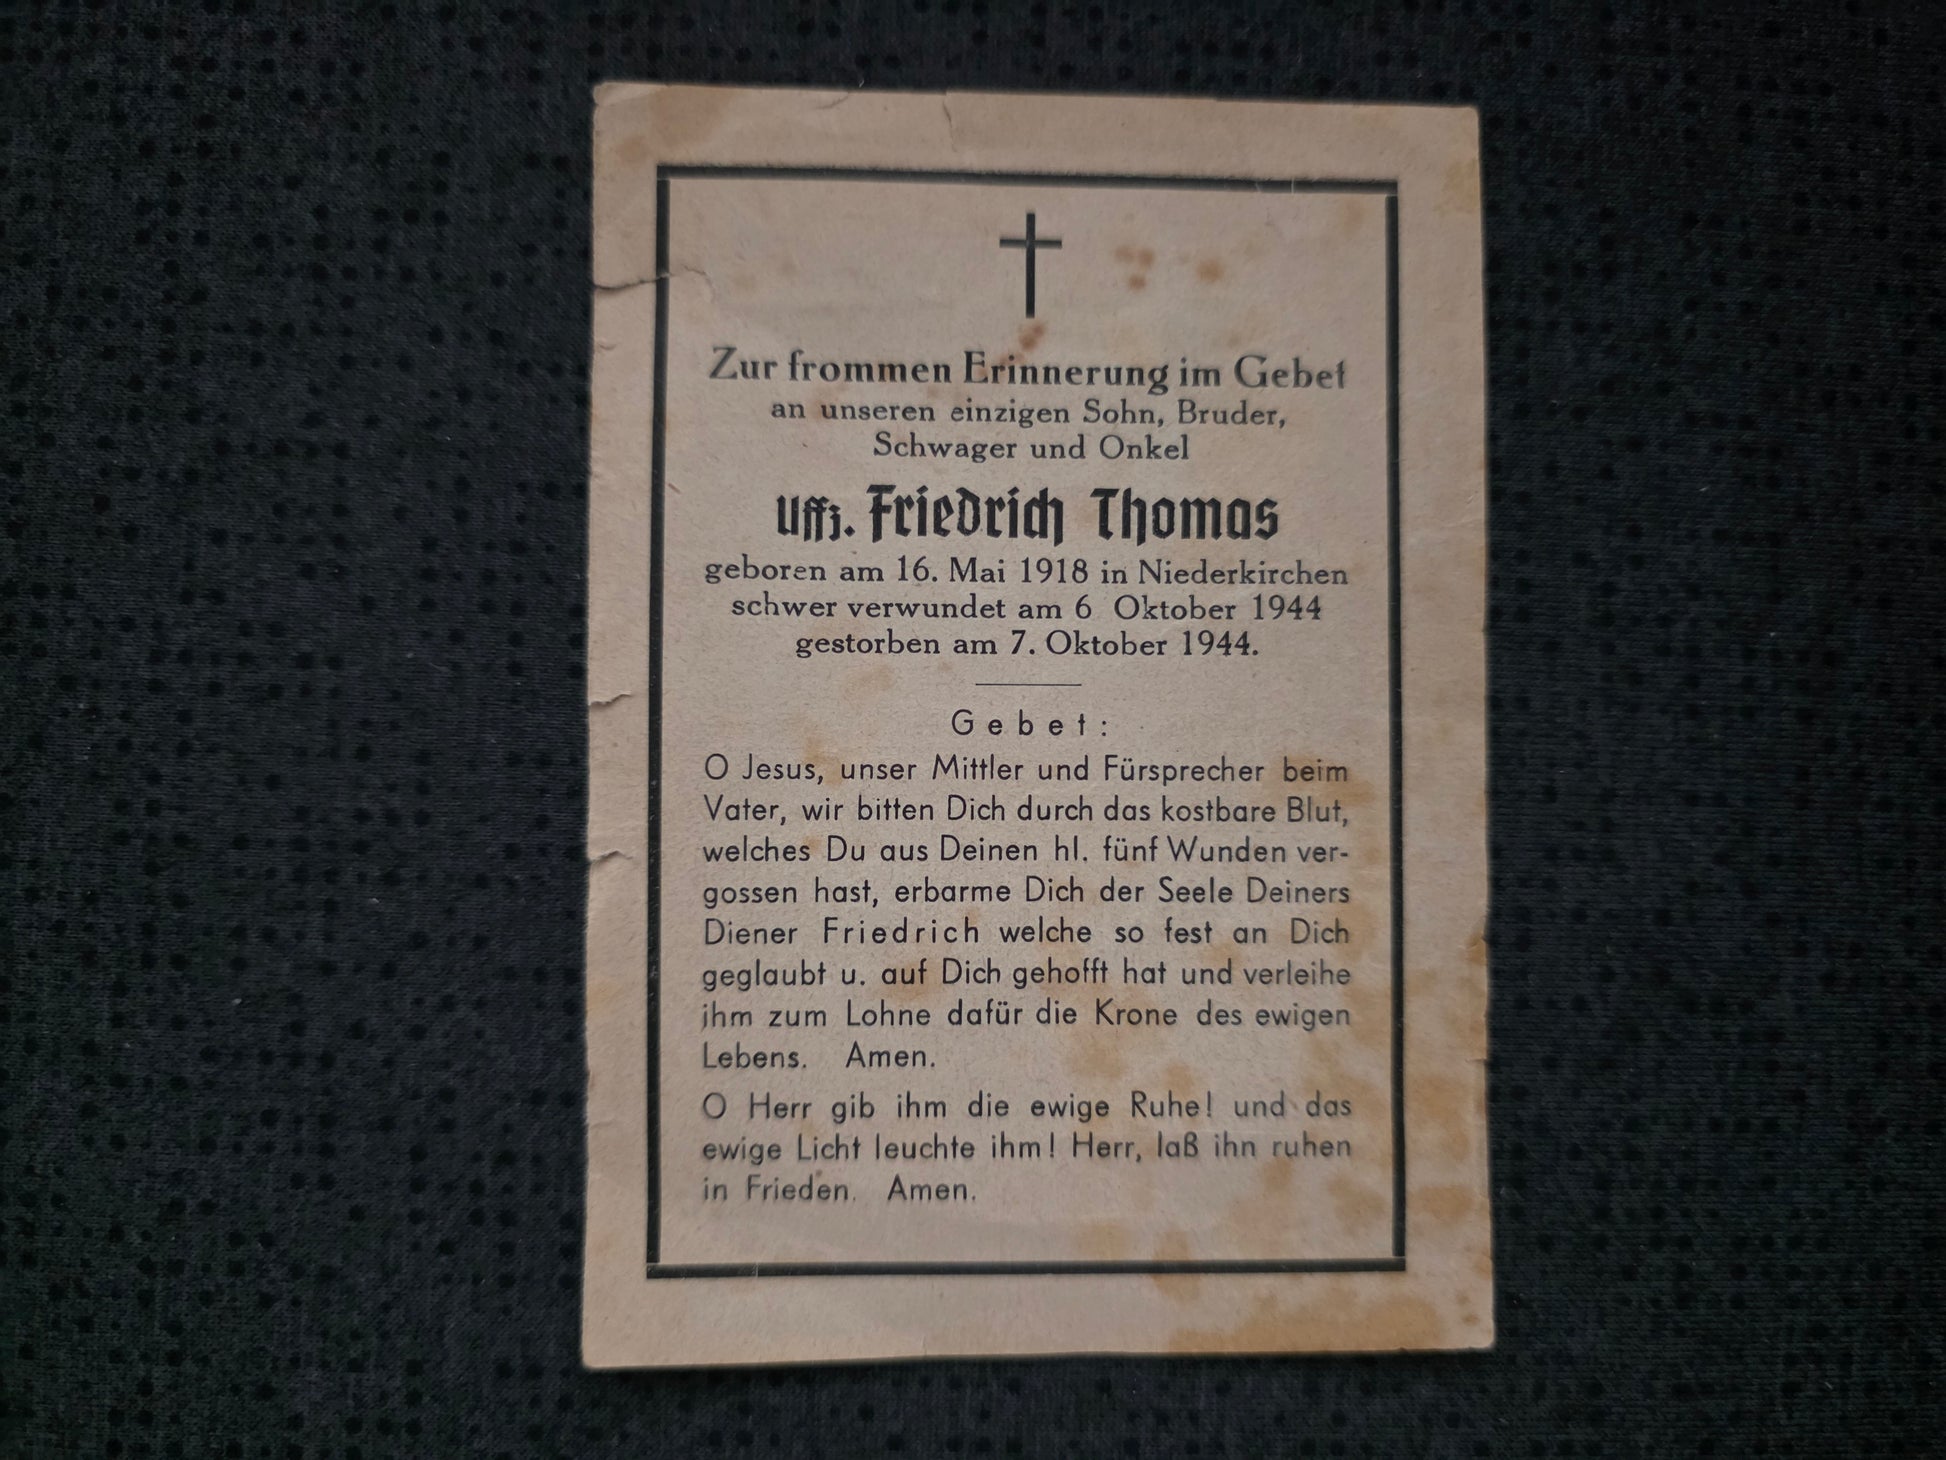 Zur frommen Erinnerung im Gebet
an unseren einzigen Sohn, Bruder,
Schwager und Onkel
Uffz. Friedrich Thomas
geboren am 16. Mai 1918 in Niederkirchen
schwer verwundet am 6 Oktober 1944
gestorben am 7. Oktober 1944.
Gebet:
O Jesus, unser Mittler und Fürsprecher beim
Vater, wir bitten Dich durch das kostbare Blut,
welches Du aus Deinen hl. fünf Wunden ver-
gossen hast, erbarme Dich der Seele Deiners
Diener Friedrich welche so fest an Dich
geglaubt u. auf Dich gehofft hat und verleihe
ihm zum Lohne dafür die Krone des ewigen
Lebens. Amen.
O Herr gib ihm die ewige Ruhe! und das
ewige Licht leuchte ihm! Herr, laß ihn ruhen
in Frieden. Amen.